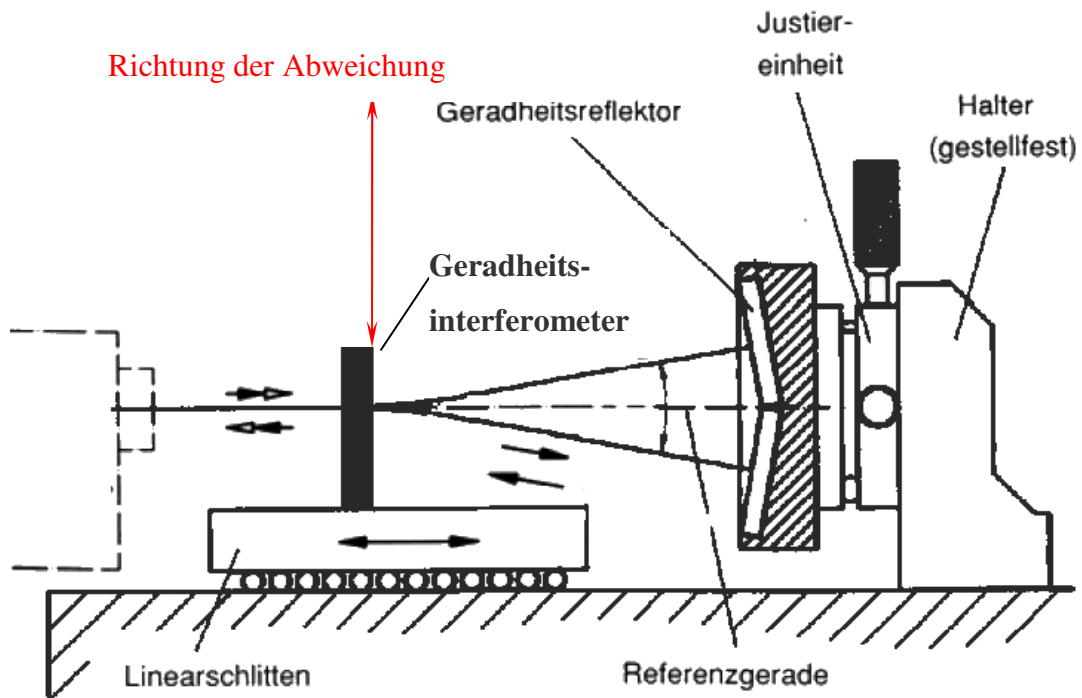 Justier-
einheit
Richtung der Abweichung
Geradheitsreflektor
Halter
(gestellfest)
Geradheits-
interferometer
Linearschlitten
Referenzgerade